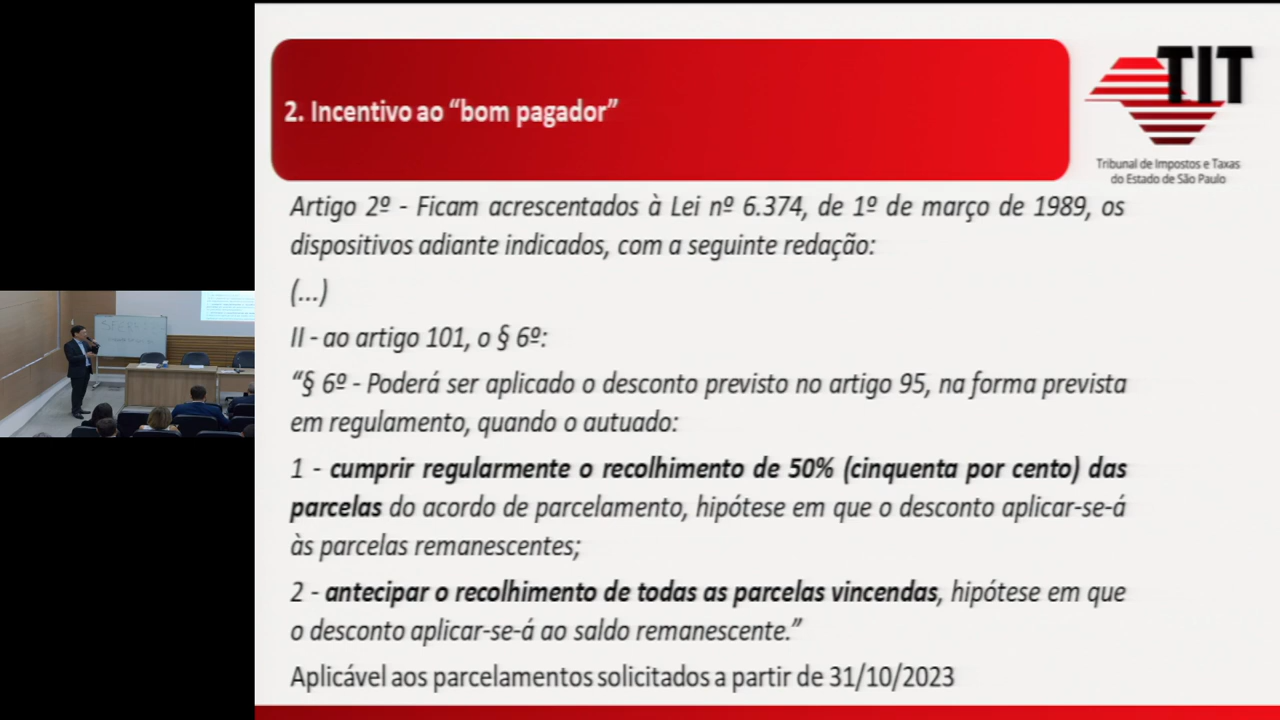 2. Incentivo ao “bom pagador”
TIT
Tribunal de Impostos e Taxas
do Estado de São Paulo
Artigo 2º - Ficam acrescentados à Lei nº 6.374, de 1º de março de 1989, os
dispositivos adiante indicados, com a seguinte redação:
(...)
II - ao artigo 101, o § 6º:
“§ 6º - Poderá ser aplicado o desconto previsto no artigo 95, na forma prevista
em regulamento, quando o autuado:
1 - cumprir regularmente o recolhimento de 50% (cinquenta por cento) das
parcelas do acordo de parcelamento, hipótese em que o desconto aplicar-se-á
às parcelas remanescentes;
2 - antecipar o recolhimento de todas as parcelas vincendas, hipótese em que
o desconto aplicar-se-á ao saldo remanescente.”
Aplicável aos parcelamentos solicitados a partir de 31/10/2023